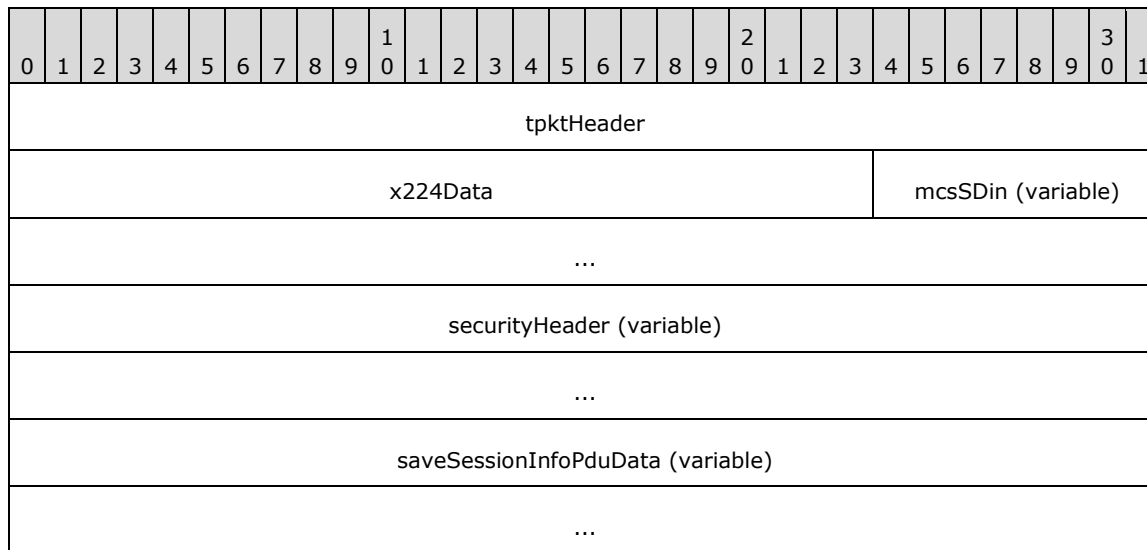 1 2 3
0 1 2 3 4 5 6 7 8 9 0 1 2 3 4 5 6 7 8 9 0 1 2 3 4 5 6 7 8 9 0 1
tpktHeader
x224Data mcsSDin (variable)
...
securityHeader (variable)
...
saveSessionInfoPduData (variable)
...